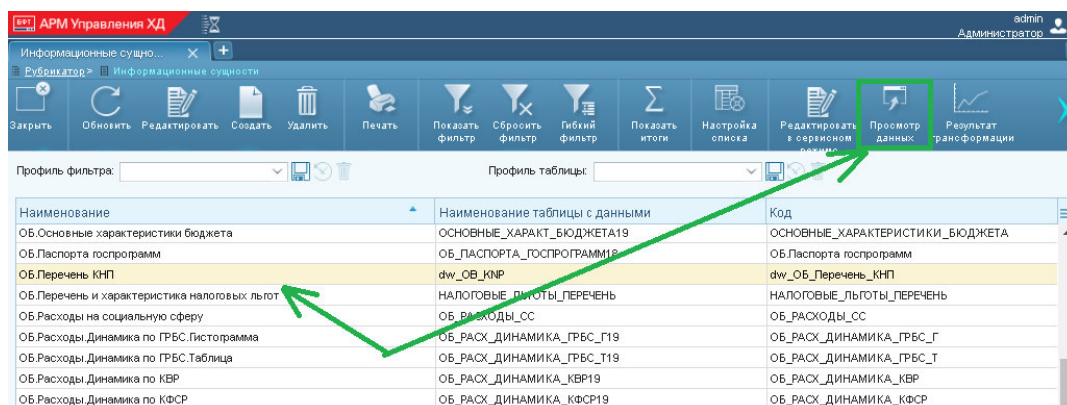 БФТ АРМ Управления ХД
admin
Администратор
Информационные сущно... × +
Рубрикатор > Информационные сущности
Закрыть Обновить Редактировать Создать Удалить Печать Показать фильтр Сбросить фильтр Гибкий фильтр Показать итоги Настройка списка Редактировать в сервисном режиме Просмотр данных Результат трансформации
Профиль фильтра: Профиль таблицы:
Наименование Наименование таблицы с данными Код
ОБ.Основные характеристики бюджета ОСНОВНЫЕ_ХАРАКТ_БЮДЖЕТА19 ОСНОВНЫЕ_ХАРАКТЕРИСТИКИ_БЮДЖЕТА
ОБ.Паспорта госпрограмм ОБ_ПАСПОРТА_ГОСПРОГРАММ18 ОБ.Паспорта госпрограмм
ОБ.Перечень КНП dw_OB_KNP dw_ОБ_Перечень_КНП
ОБ.Перечень и характеристика налоговых льгот НАЛОГОВЫЕ_ЛЬГОТЫ_ПЕРЕЧЕНЬ НАЛОГОВЫЕ_ЛЬГОТЫ_ПЕРЕЧЕНЬ
ОБ.Расходы на социальную сферу ОБ_РАСХОДЫ_СС ОБ_РАСХОДЫ_СС
ОБ.Расходы.Динамика по ГРБС.Гистограмма ОБ_РАСХ_ДИНАМИКА_ГРБС_Г19 ОБ_РАСХ_ДИНАМИКА_ГРБС_Г
ОБ.Расходы.Динамика по ГРБС.Таблица ОБ_РАСХ_ДИНАМИКА_ГРБС_Т19 ОБ_РАСХ_ДИНАМИКА_ГРБС_Т
ОБ.Расходы.Динамика по КВР ОБ_РАСХ_ДИНАМИКА_КВР19 ОБ_РАСХ_ДИНАМИКА_КВР
ОБ.Расходы.Динамика по КФСР ОБ_РАСХ_ДИНАМИКА_КФСР19 ОБ_РАСХ_ДИНАМИКА_КФСР